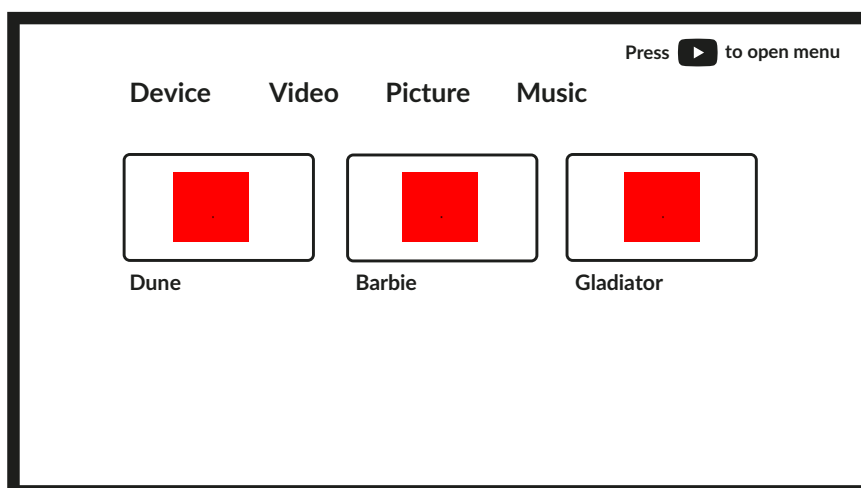 Press to open menu
Device Video Picture Music
Dune Barbie Gladiator